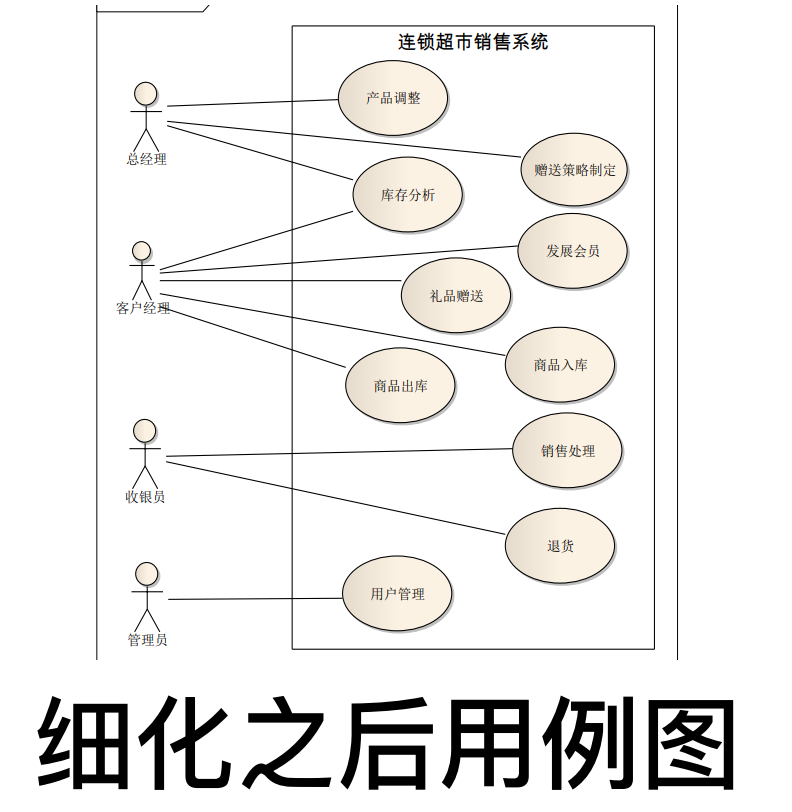 连锁超市销售系统
产品调整
总经理
赠送策略制定
库存分析
发展会员
客户经理
礼品赠送
商品入库
商品出库
销售处理
收银员
退货
用户管理
管理员
细化之后用例图